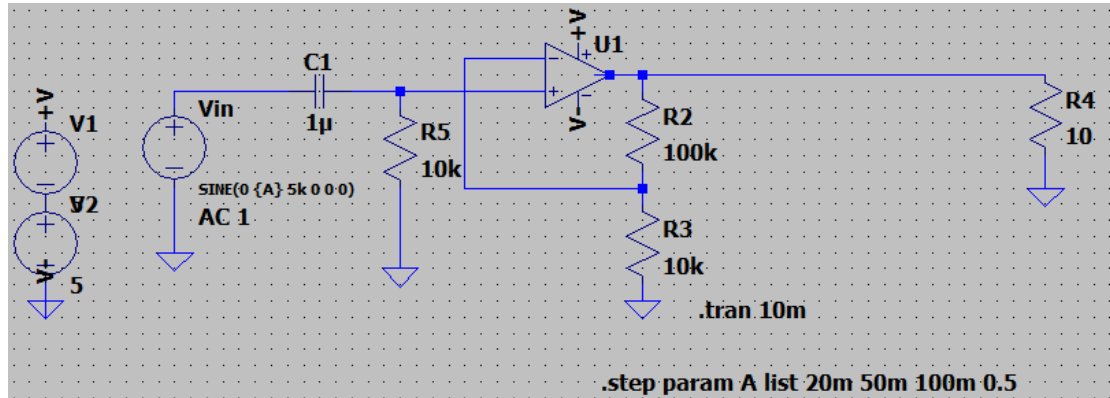 +V
V1
V2
5
V+
Vin
SINE(0 {A} 5k 0 0 0)
AC 1
C1
1µ
R5
10k
+V
U1
V-
R2
100k
R3
10k
R4
10
.tran 10m
.step param A list 20m 50m 100m 0.5